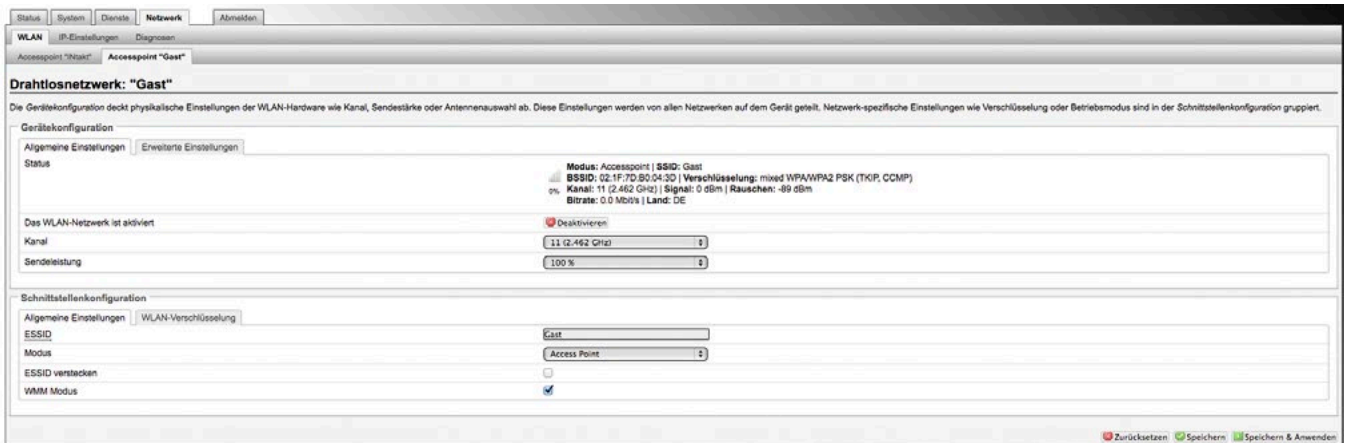 Status System Dienste Netzwerk Abmelden
WLAN IP-Einstellungen Diagnosen
Accesspoint "INtakt" Accesspoint "Gast"
Drahtlosnetzwerk: "Gast"
Die Gerätekonfiguration deckt physikalische Einstellungen der WLAN-Hardware wie Kanal, Sendestärke oder Antennenauswahl ab. Diese Einstellungen werden von allen Netzwerken auf dem Gerät geteilt. Netzwerk-spezifische Einstellungen wie Verschlüsselung oder Betriebsmodus sind in der Schnittstellenkonfiguration gruppiert.
Gerätekonfiguration
Allgemeine Einstellungen Erweiterte Einstellungen
Status
Modus: Accesspoint | SSID: Gast
BSSID: 02:1F:7D:B0:04:3D | Verschlüsselung: mixed WPA/WPA2 PSK (TKIP, CCMP)
0% Kanal: 11 (2.462 GHz) | Signal: 0 dBm | Rauschen: -89 dBm
Bitrate: 0.0 Mbit/s | Land: DE
Das WLAN-Netzwerk ist aktiviert Deaktivieren
Kanal 11 (2.462 GHz)
Sendeleistung 100 %
Schnittstellenkonfiguration
Allgemeine Einstellungen WLAN-Verschlüsselung
ESSID Gast
Modus Access Point
ESSID verstecken
WMM Modus
Zurücksetzen Speichern Speichern & Anwenden